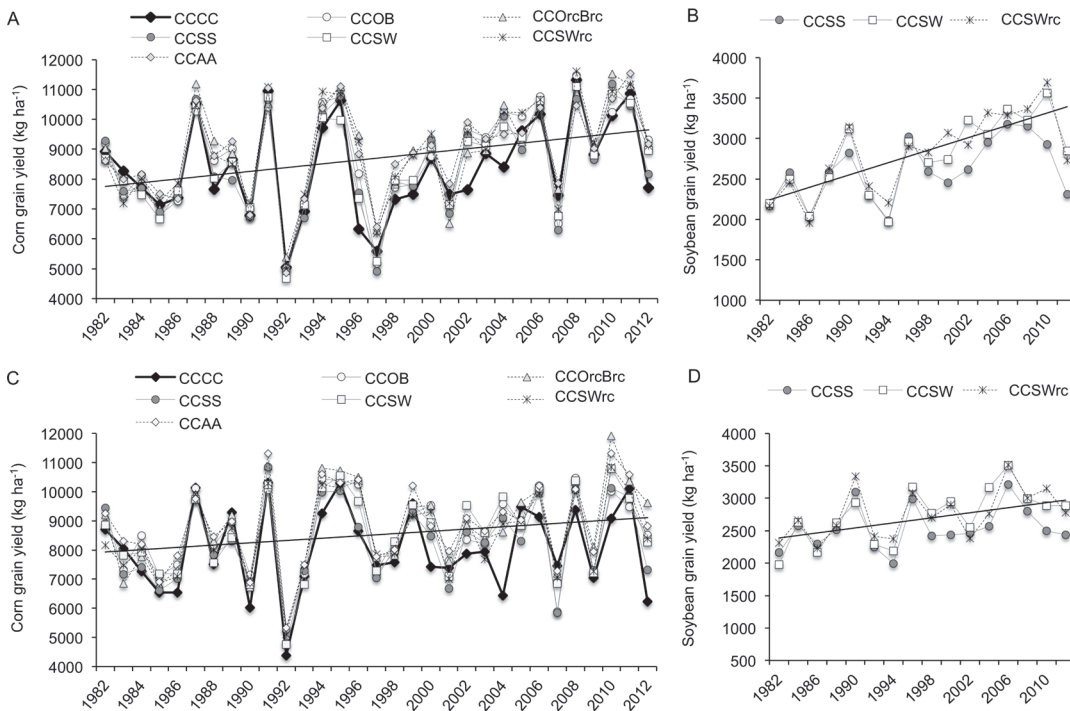 A
CCCC CCOB CCOrcBrc
CCSS CCSW CCSWrc
CCAA
Corn grain yield (kg ha⁻¹)
12000
11000
10000
9000
8000
7000
6000
5000
4000
1982 1984 1986 1988 1990 1992 1994 1996 1998 2000 2002 2004 2006 2008 2010 2012
B
CCSS CCSW CCSWrc
Soybean grain yield (kg ha⁻¹)
4000
3500
3000
2500
2000
1500
1000
1982 1986 1990 1994 1998 2002 2006 2010
C
CCCC CCOB CCOrcBrc
CCSS CCSW CCSWrc
CCAA
Corn grain yield (kg ha⁻¹)
12000
11000
10000
9000
8000
7000
6000
5000
4000
1982 1984 1986 1988 1990 1992 1994 1996 1998 2000 2002 2004 2006 2008 2010 2012
D
CCSS CCSW CCSWrc
Soybean grain yield (kg ha⁻¹)
4000
3500
3000
2500
2000
1500
1000
500
1982 1986 1990 1994 1998 2002 2006 2010